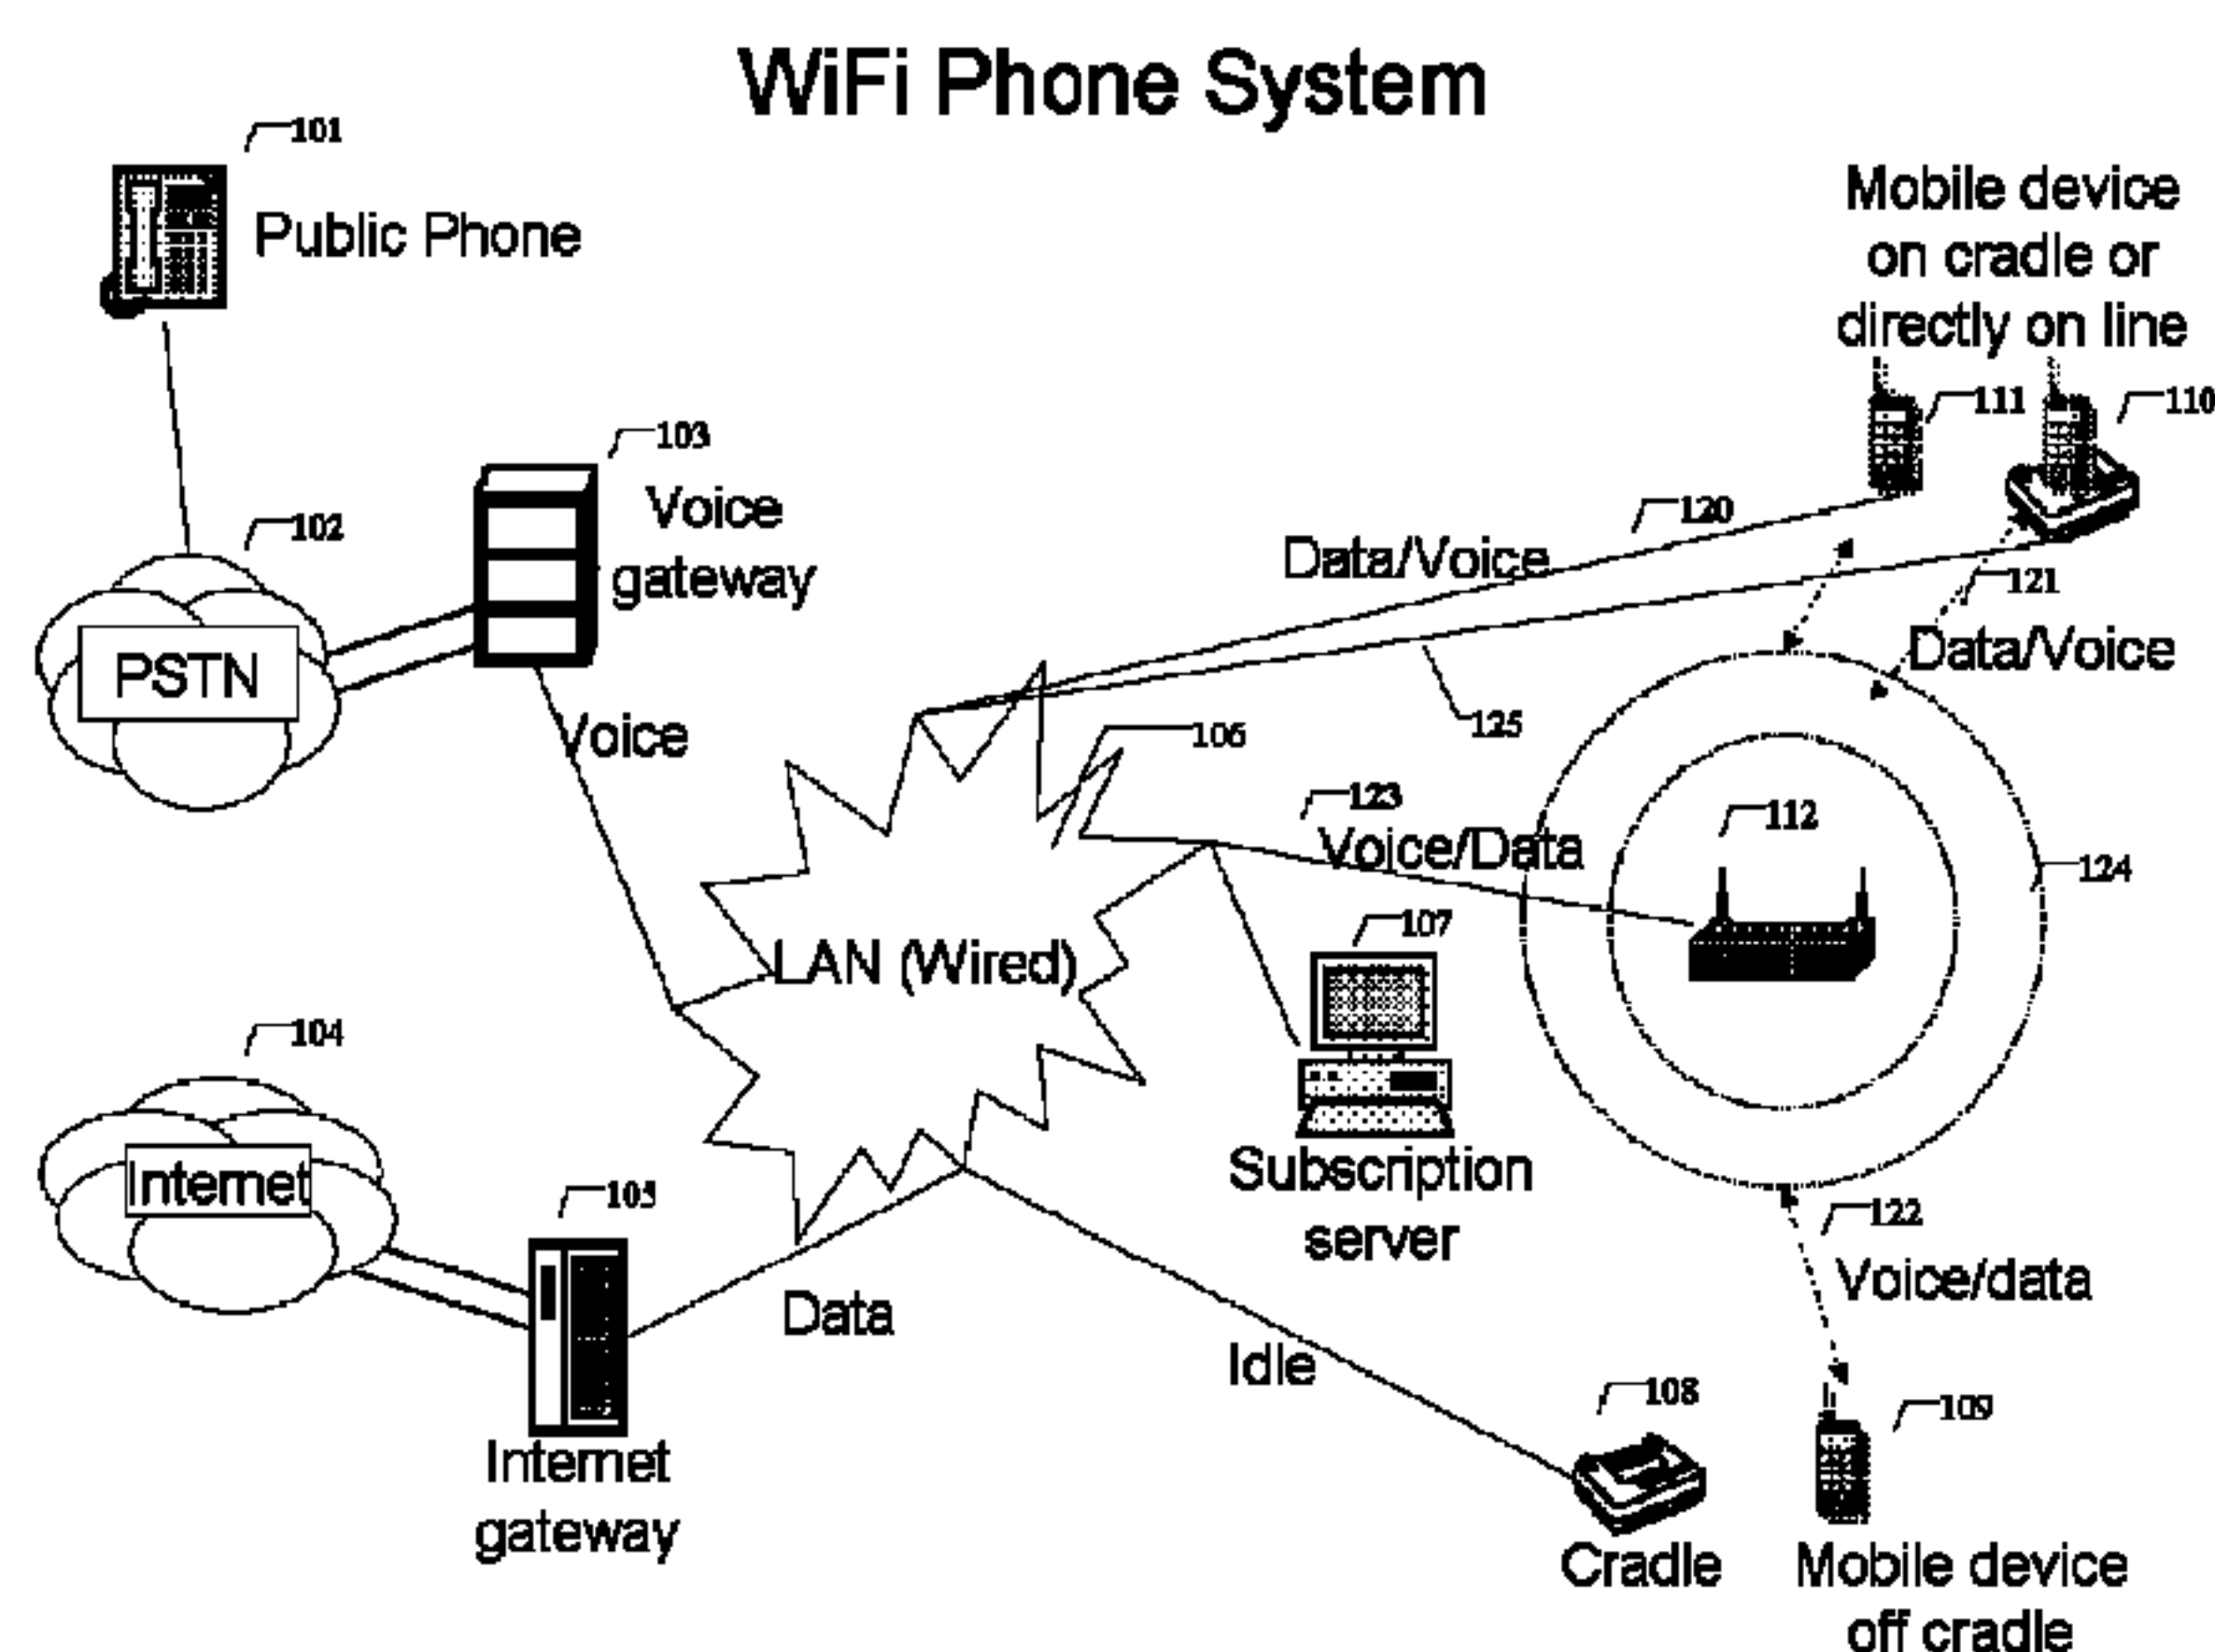 WiFi Phone System
101
Public Phone
Mobile device
on cradle or
directly on line
111
110
103
Voice
gateway
102
PSTN
120
Data/Voice
121
Data/Voice
125
Voice
106
123
Voice/Data
112
124
107
LAN (Wired)
104
Internet
Subscription
server
105
Internet
gateway
Data
Idle
122
Voice/data
108
109
Cradle
Mobile device
off cradle